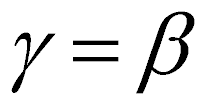 γ = β